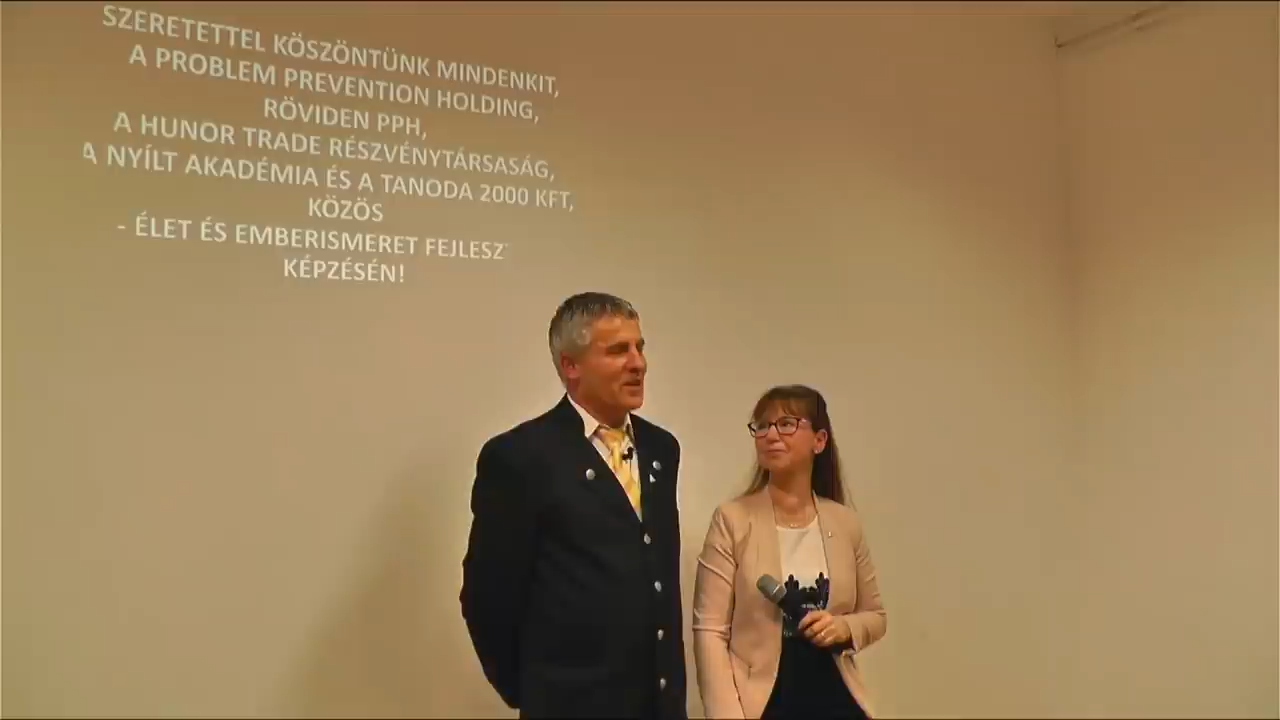 SZERETETTEL KÖSZÖNTÜNK MINDENKIT,
A PROBLEM PREVENTION HOLDING,
RÖVIDEN PPH,
A HUNOR TRADE RÉSZVÉNYTÁRSASÁG,
A NYÍLT AKADÉMIA ÉS A TANODA 2000 KFT,
KÖZÖS
- ÉLET ÉS EMBERISMERET FEJLESZ
KÉPZÉSÉN!